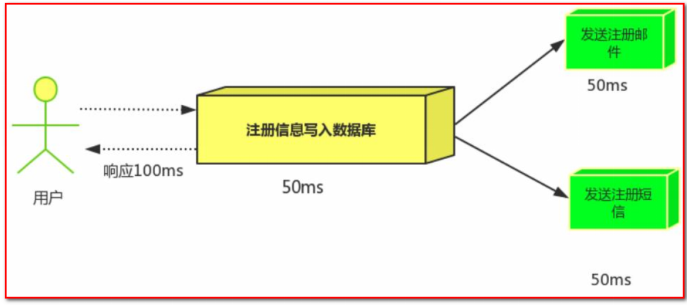 发送注册邮
件
50ms
注册信息写入数据库
响应100ms
50ms
用户
发送注册短
信
50ms